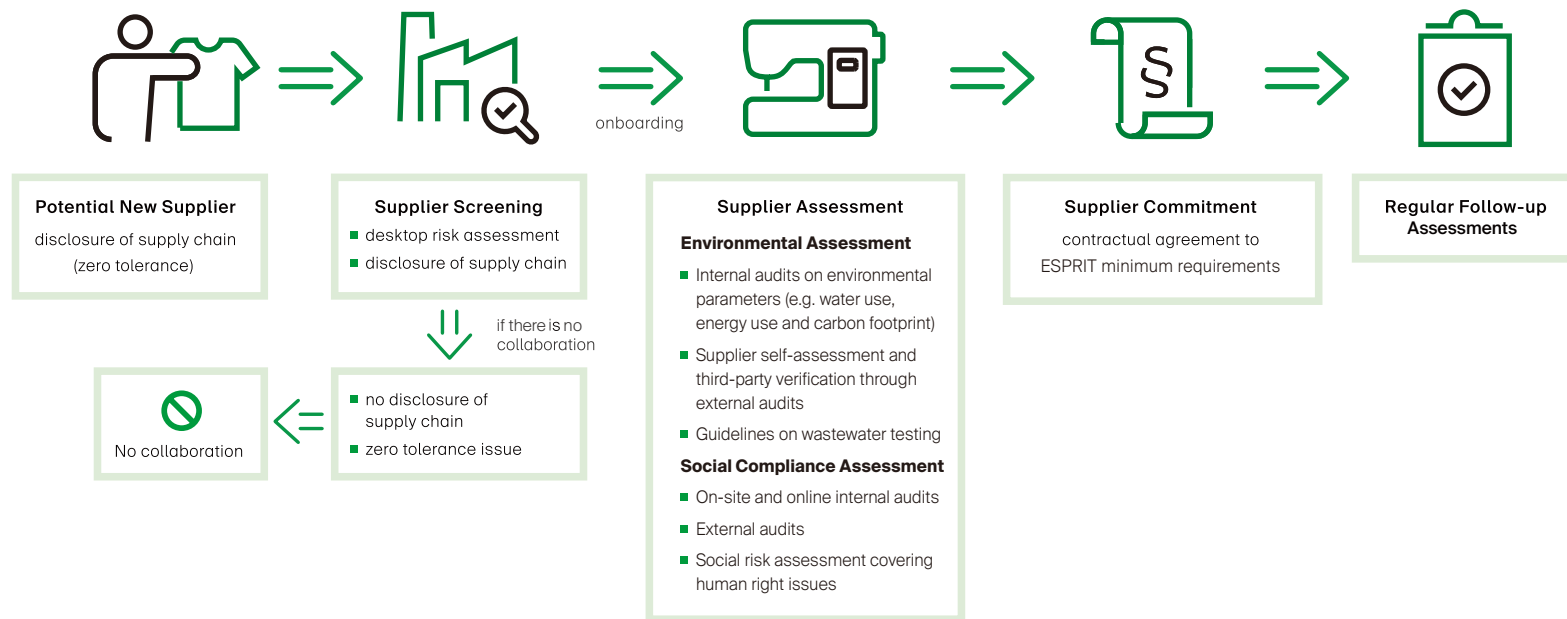 onboarding
Potential New Supplier
disclosure of supply chain
(zero tolerance)
Supplier Screening
desktop risk assessment
disclosure of supply chain
if there is no
collaboration
no disclosure of
supply chain
zero tolerance issue
No collaboration
Supplier Assessment
Environmental Assessment
Internal audits on environmental
parameters (e.g. water use,
energy use and carbon footprint)
Supplier self-assessment and
third-party verification through
external audits
Guidelines on wastewater testing
Social Compliance Assessment
On-site and online internal audits
External audits
Social risk assessment covering
human right issues
§
Supplier Commitment
contractual agreement to
ESPRIT minimum requirements
Regular Follow-up
Assessments